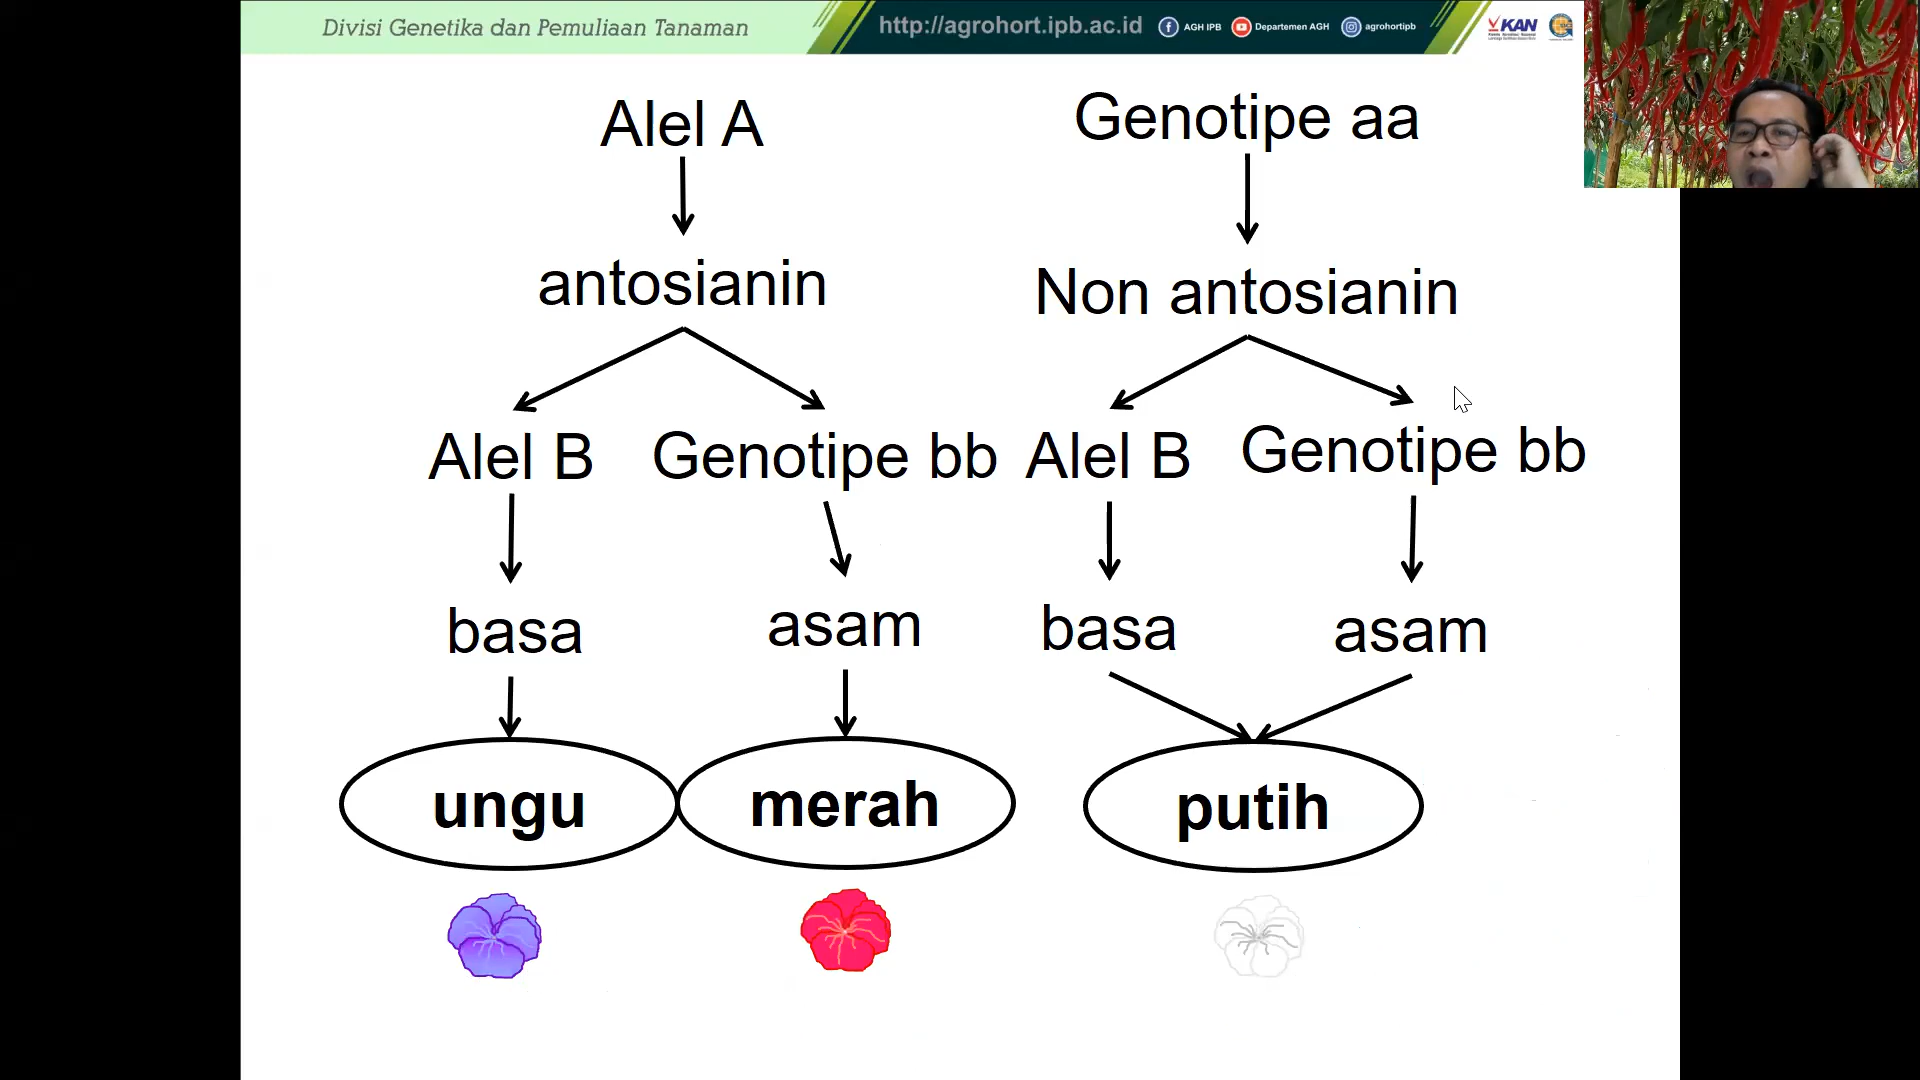 Divisi Genetika dan Pemuliaan Tanaman
http://agrohort.ipb.ac.id
AGH IPB
Departemen AGH
agrohortipb
KAN
Alel A
Genotipe aa
antosianin
Non antosianin
Alel B
Genotipe bb
Alel B
Genotipe bb
basa
asam
basa
asam
ungu
merah
putih